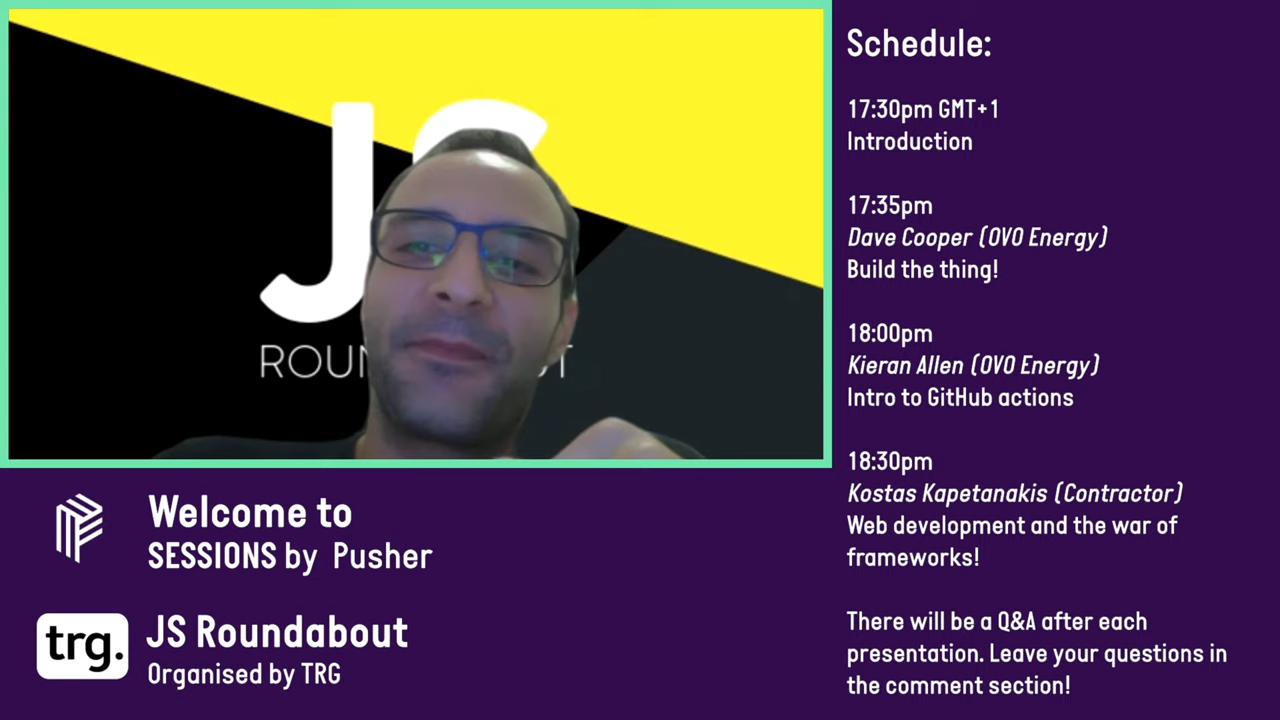 JS
Schedule:
17:30pm GMT+1
Introduction
17:35pm
Dave Cooper (OVO Energy)
Build the thing!
18:00pm
Kieran Allen (OVO Energy)
Intro to GitHub actions
18:30pm
Kostas Kapetanakis (Contractor)
Web development and the war of
frameworks!
There will be a Q&A after each
presentation. Leave your questions in
the comment section!
Welcome to
SESSIONS by Pusher
trg.
JS Roundabout
Organised by TRG